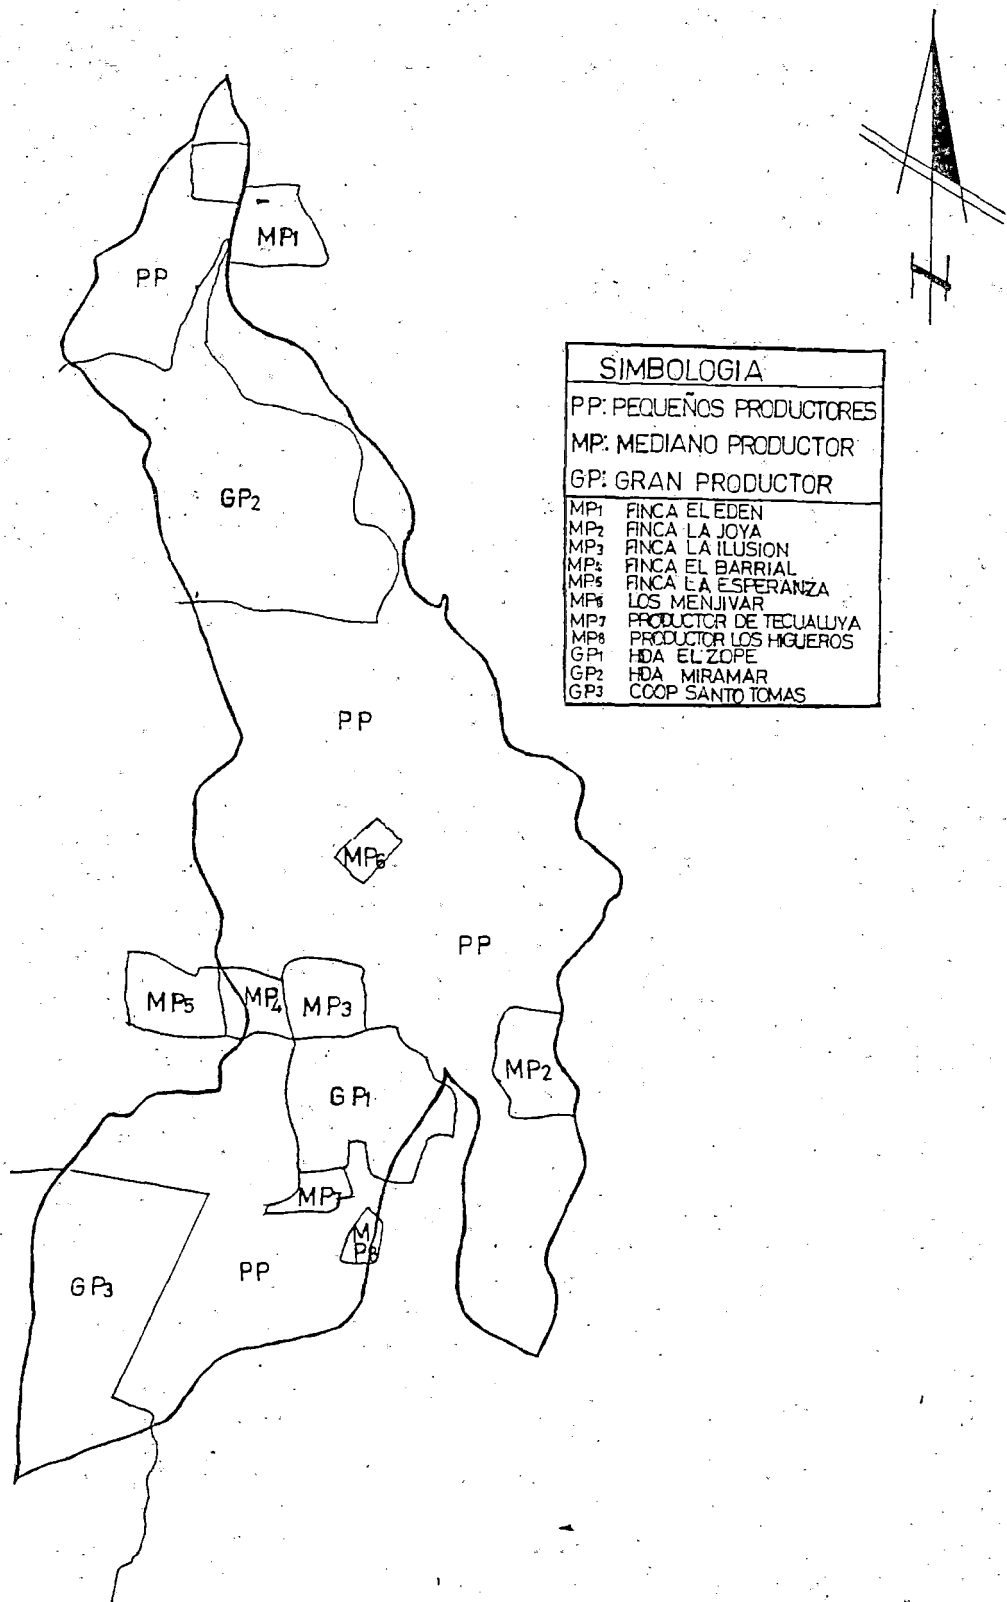 MP1
PP
SIMBOLOGIA
PP: PEQUEÑOS PRODUCTORES
MP: MEDIANO PRODUCTOR
GP: GRAN PRODUCTOR
MP1 FINCA EL EDEN
MP2 FINCA LA JOYA
MP3 FINCA LA ILUSION
MP4 FINCA EL BARRIAL
MP5 FINCA LA ESPERANZA
MP6 LOS MENJIVAR
MP7 PRODUCTOR DE TECUALUYA
MP8 PRODUCTOR LOS HIGUEROS
GP1 HDA EL ZOPE
GP2 HDA MIRAMAR
GP3 COOP SANTO TOMAS
GP2
PP
MP6
PP
MP5
MP4
MP3
MP2
GP1
MP7
M
P8
PP
GP3